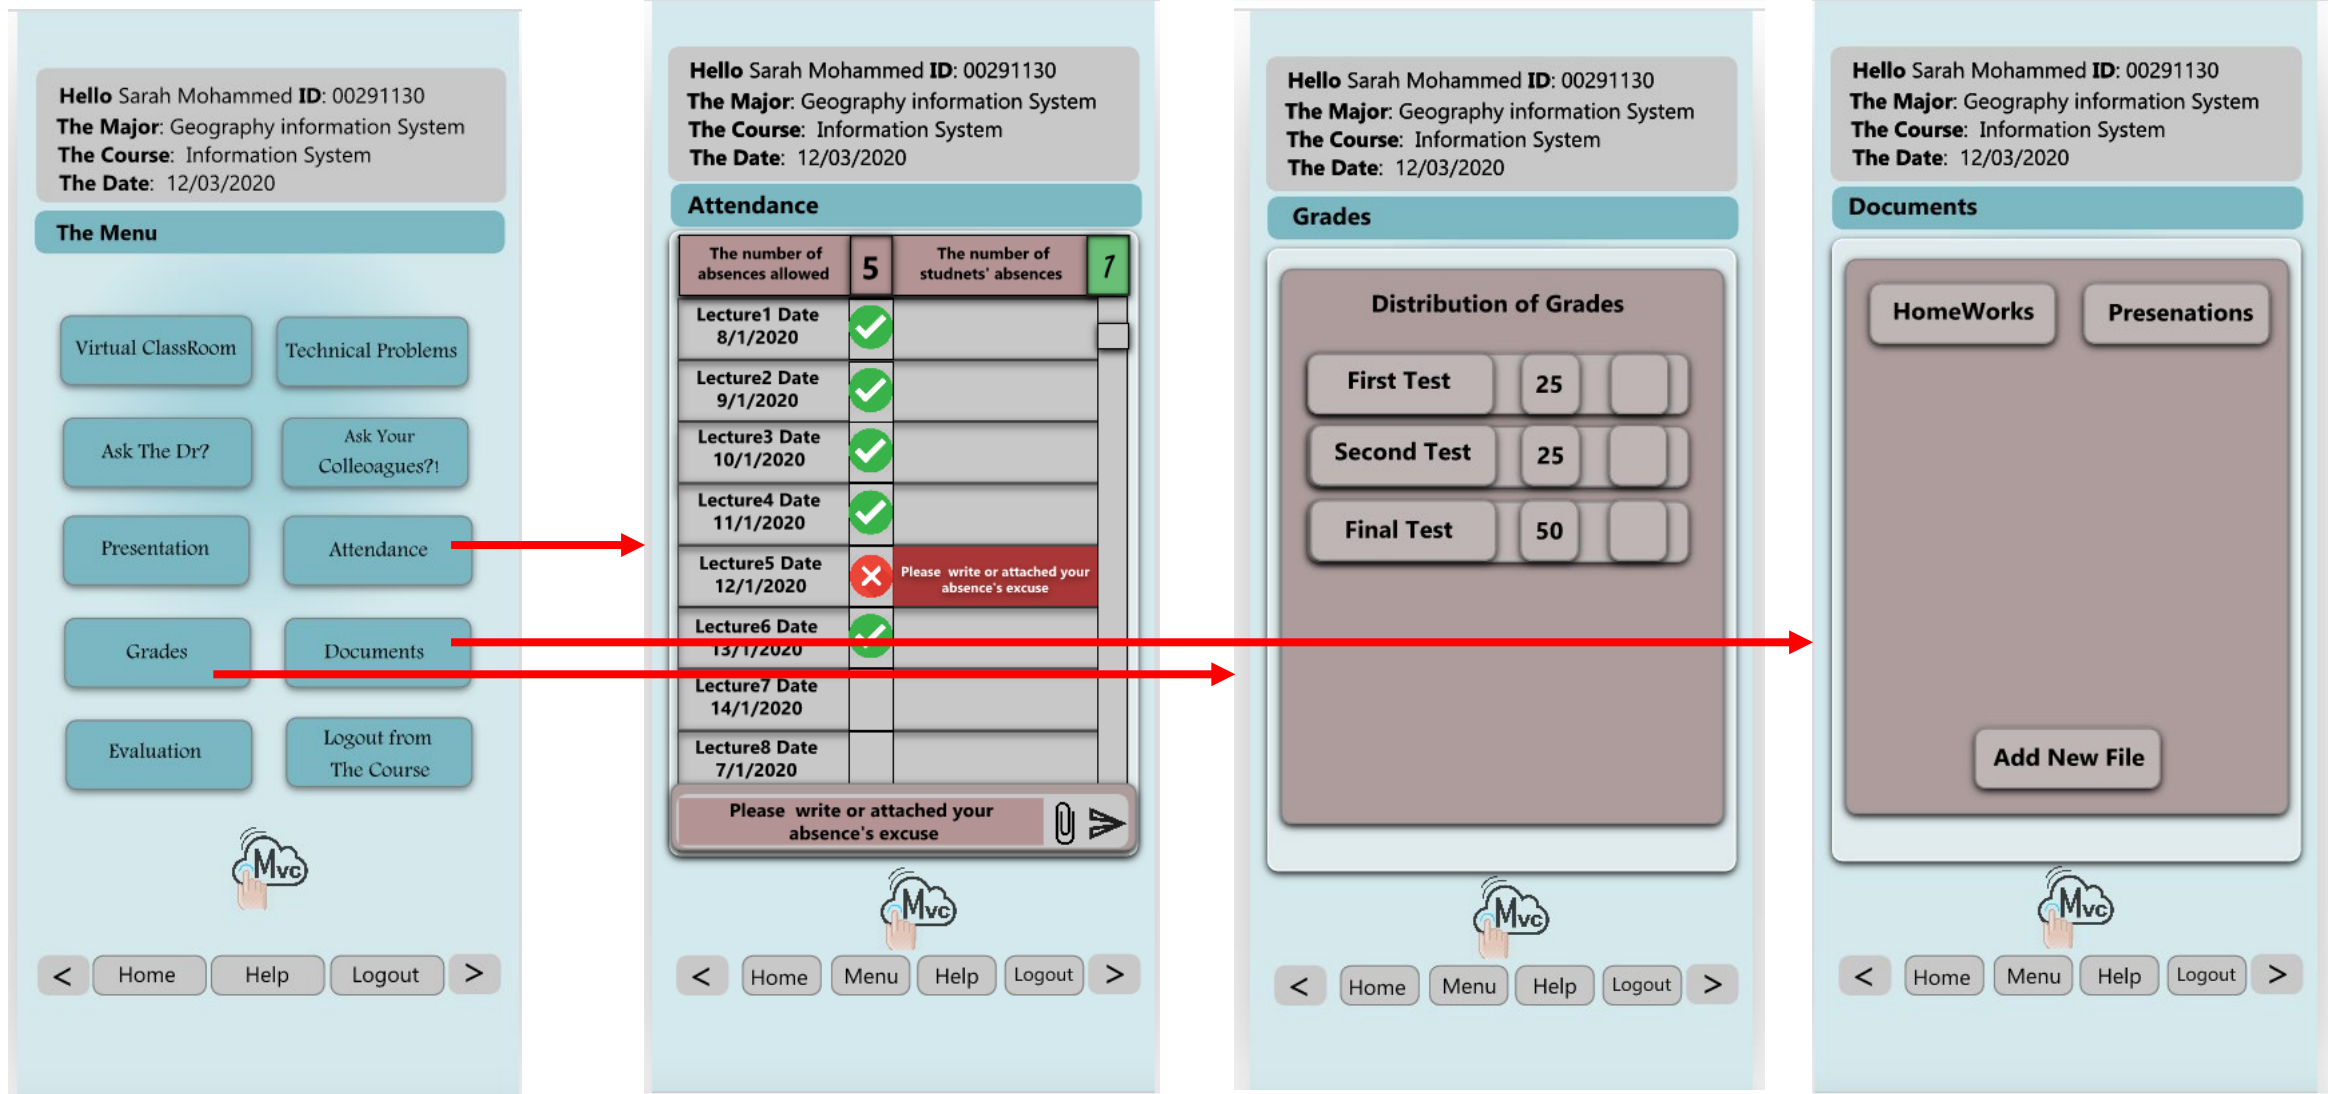 Hello Sarah Mohammed ID: 00291130
The Major: Geography information System
The Course: Information System
The Date: 12/03/2020
The Menu
Virtual ClassRoom
Technical Problems
Ask The Dr?
Ask Your
Colleoagues?!
Presentation
Attendance
Grades
Documents
Evaluation
Logout from
The Course
Mvc
<
Home
Help
Logout
>
Hello Sarah Mohammed ID: 00291130
The Major: Geography information System
The Course: Information System
The Date: 12/03/2020
Attendance
The number of
absences allowed
5
The number of
studnets' absences
1
Lecture1 Date
8/1/2020
Lecture2 Date
9/1/2020
Lecture3 Date
10/1/2020
Lecture4 Date
11/1/2020
Lecture5 Date
12/1/2020
Please write or attached your
absence's excuse
Lecture6 Date
13/1/2020
Lecture7 Date
14/1/2020
Lecture8 Date
7/1/2020
Please write or attached your
absence's excuse
Mvc
<
Home
Menu
Help
Logout
>
Hello Sarah Mohammed ID: 00291130
The Major: Geography information System
The Course: Information System
The Date: 12/03/2020
Grades
Distribution of Grades
First Test
25
Second Test
25
Final Test
50
Mvc
<
Home
Menu
Help
Logout
>
Hello Sarah Mohammed ID: 00291130
The Major: Geography information System
The Course: Information System
The Date: 12/03/2020
Documents
HomeWorks
Presenations
Add New File
Mvc
<
Home
Menu
Help
Logout
>